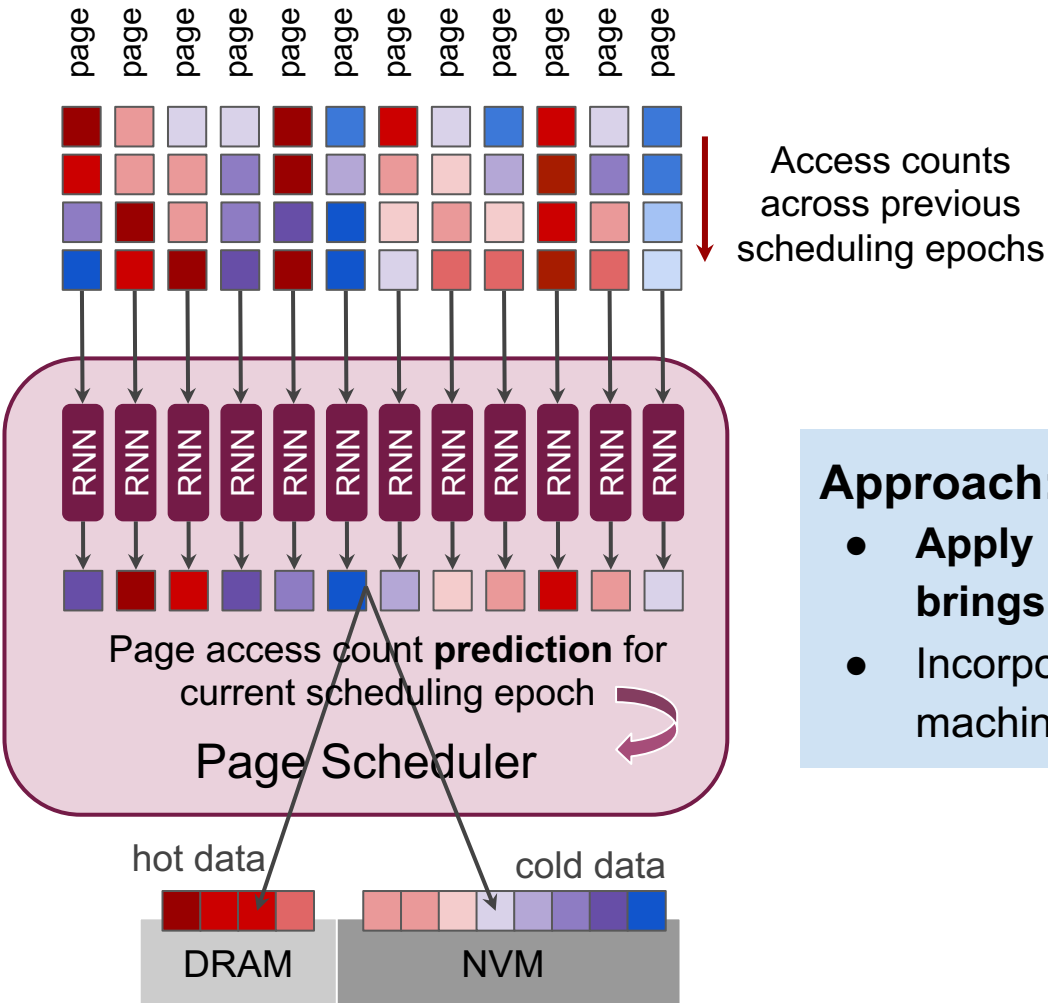 page page page page page page page page page page page page
Access counts
across previous
scheduling epochs
RNN RNN RNN RNN RNN RNN RNN RNN RNN RNN RNN RNN
Approach:
● Apply
brings
● Incorpo
machin
Page access count prediction for
current scheduling epoch
Page Scheduler
hot data
cold data
DRAM
NVM